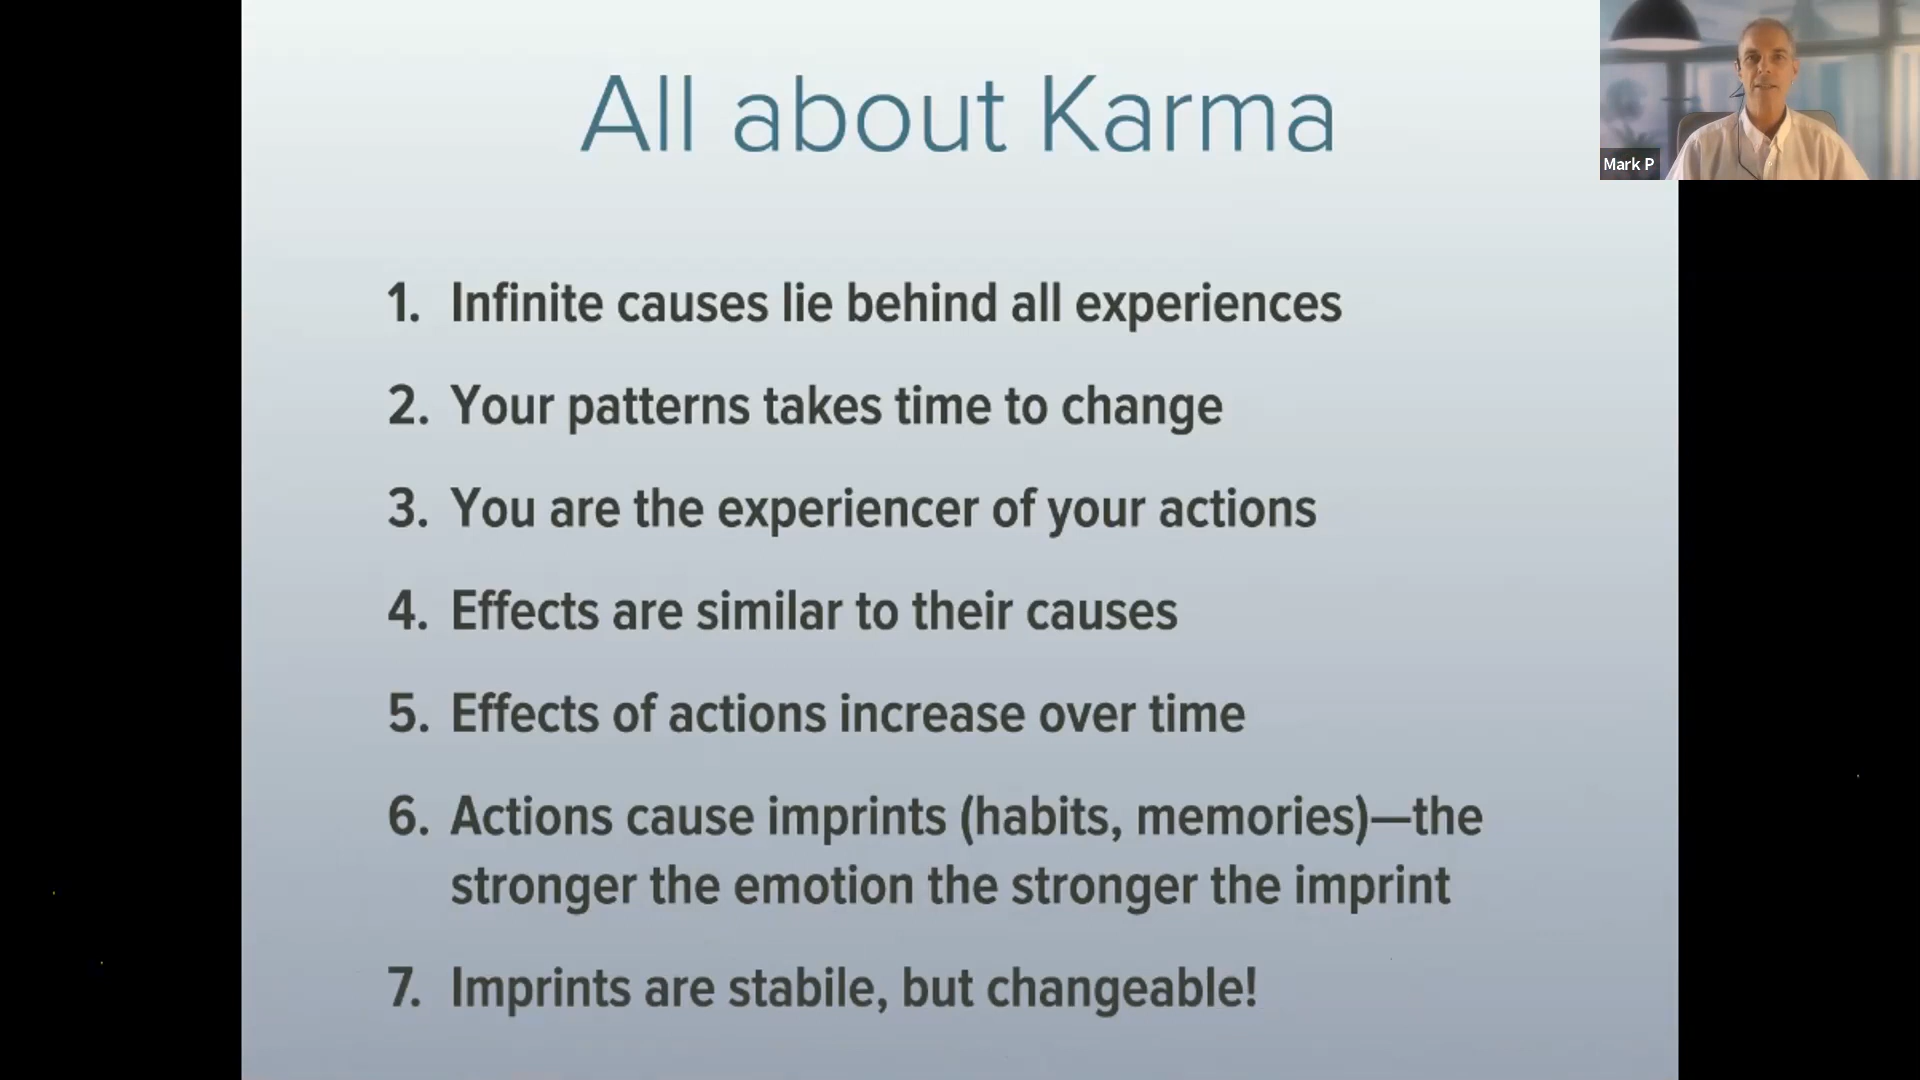 All about Karma
Mark P
1. Infinite causes lie behind all experiences
2. Your patterns takes time to change
3. You are the experiencer of your actions
4. Effects are similar to their causes
5. Effects of actions increase over time
6. Actions cause imprints (habits, memories)—the
stronger the emotion the stronger the imprint
7. Imprints are stabile, but changeable!